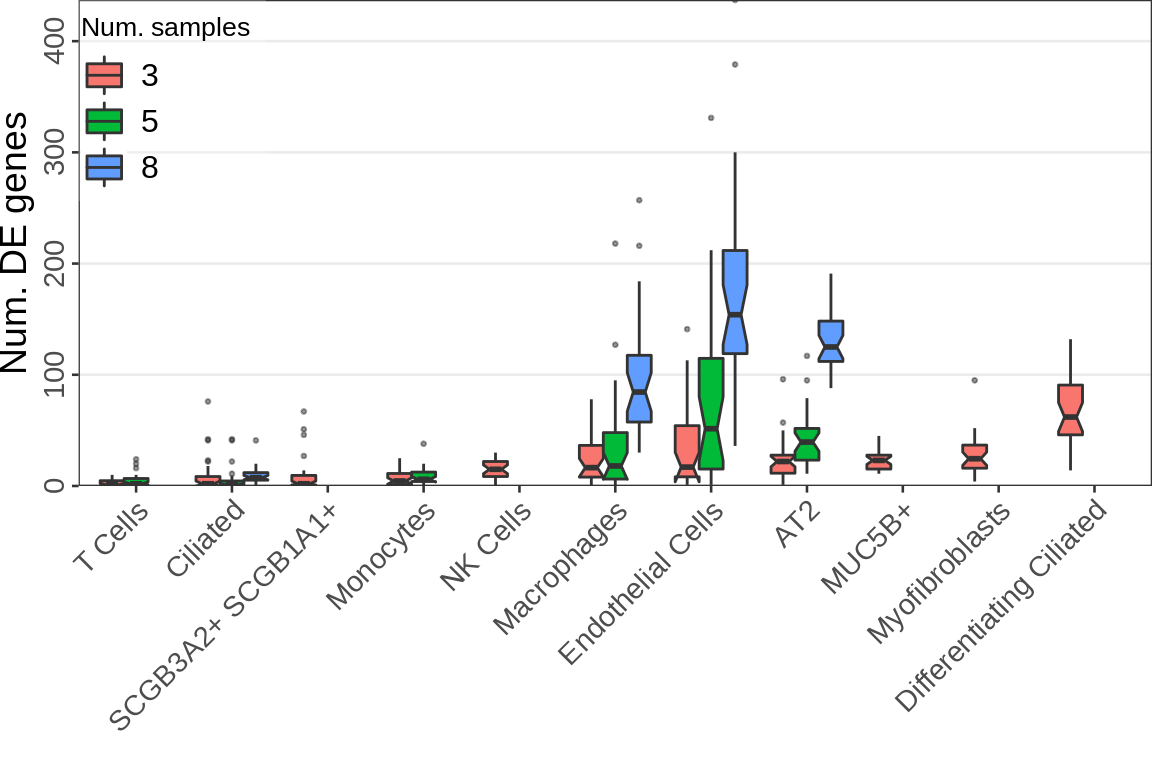 Num. samples
3
5
8
Num. DE genes
400
300
200
100
0
T Cells
Ciliated
SCGB3A2+ SCGB1A1+
Monocytes
NK Cells
Macrophages
Endothelial Cells
AT2
MUC5B+
Myofibroblasts
Differentiating Ciliated